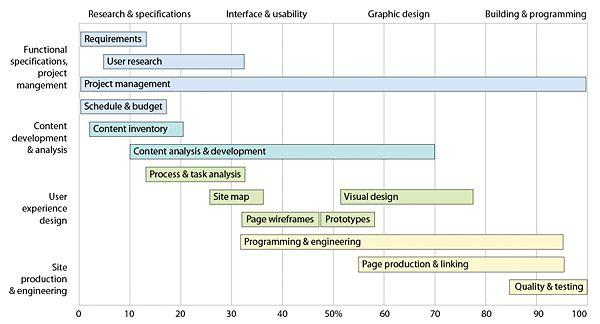 Research & specifications
Interface & usability
Graphic design
Building & programming
Functional
specifications,
project
mangement
Requirements
User research
Project management
Schedule & budget
Content
development
& analysis
Content inventory
Content analysis & development
Process & task analysis
User
experience
design
Site map
Visual design
Page wireframes
Prototypes
Programming & engineering
Site
production
& engineering
Page production & linking
Quality & testing
0
10
20
30
40
50%
60
70
80
90
100